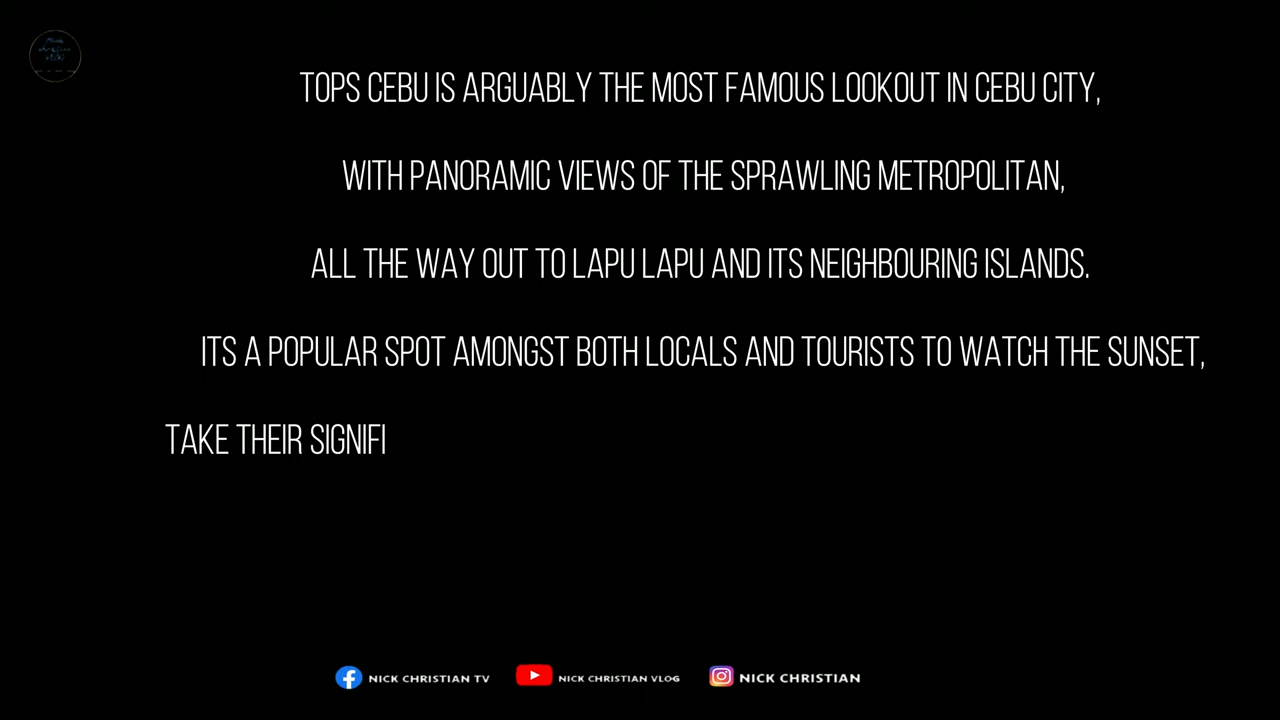 TOPS CEBU IS ARGUABLY THE MOST FAMOUS LOOKOUT IN CEBU CITY,
WITH PANORAMIC VIEWS OF THE SPRAWLING METROPOLITAN,
ALL THE WAY OUT TO LAPU LAPU AND ITS NEIGHBOURING ISLANDS.
ITS A POPULAR SPOT AMONGST BOTH LOCALS AND TOURISTS TO WATCH THE SUNSET,
TAKE THEIR SIGNIFI
NICK CHRISTIAN TV NICK CHRISTIAN VLOG NICK CHRISTIAN